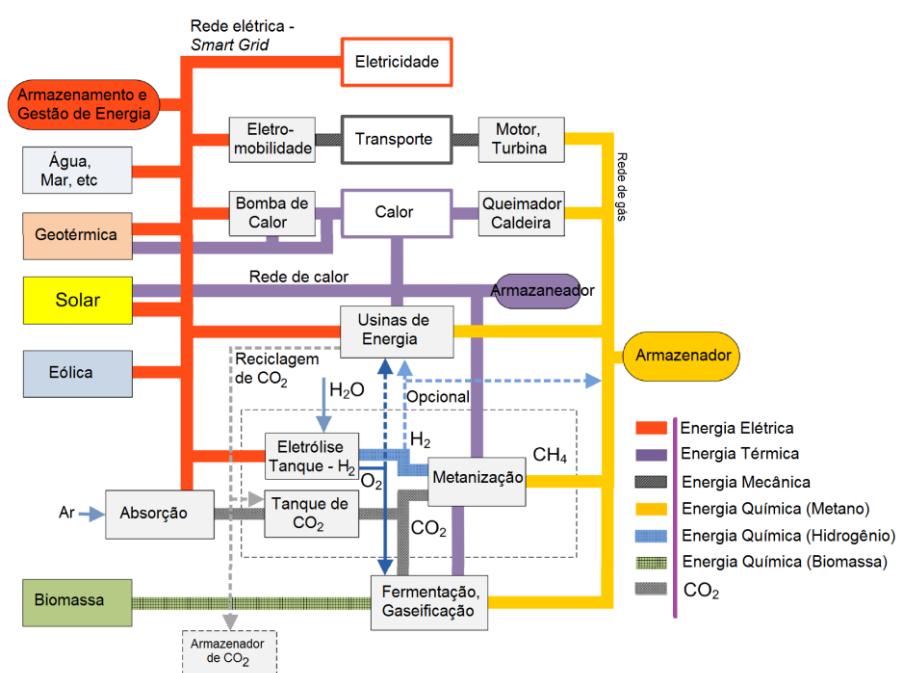 Rede elétrica -
Smart Grid
Eletricidade
Armazenamento e
Gestão de Energia
Eletro-
mobilidade
Transporte
Motor,
Turbina
Água,
Mar, etc
Rede de gás
Bomba de
Calor
Calor
Queimador
Caldeira
Geotérmica
Rede de calor
Armazaneador
Solar
Usinas de
Energia
Armazenador
Reciclagem
de CO2
Eólica
H2O
Opcional
Eletrólise
Tanque - H2
H2
CH4
O2
Metanização
Ar
Absorção
Tanque de
CO2
CO2
Biomassa
Fermentação,
Gaseificação
Armazenador
de CO2
Energia Elétrica
Energia Térmica
Energia Mecânica
Energia Química (Metano)
Energia Química (Hidrogênio)
Energia Química (Biomassa)
CO2